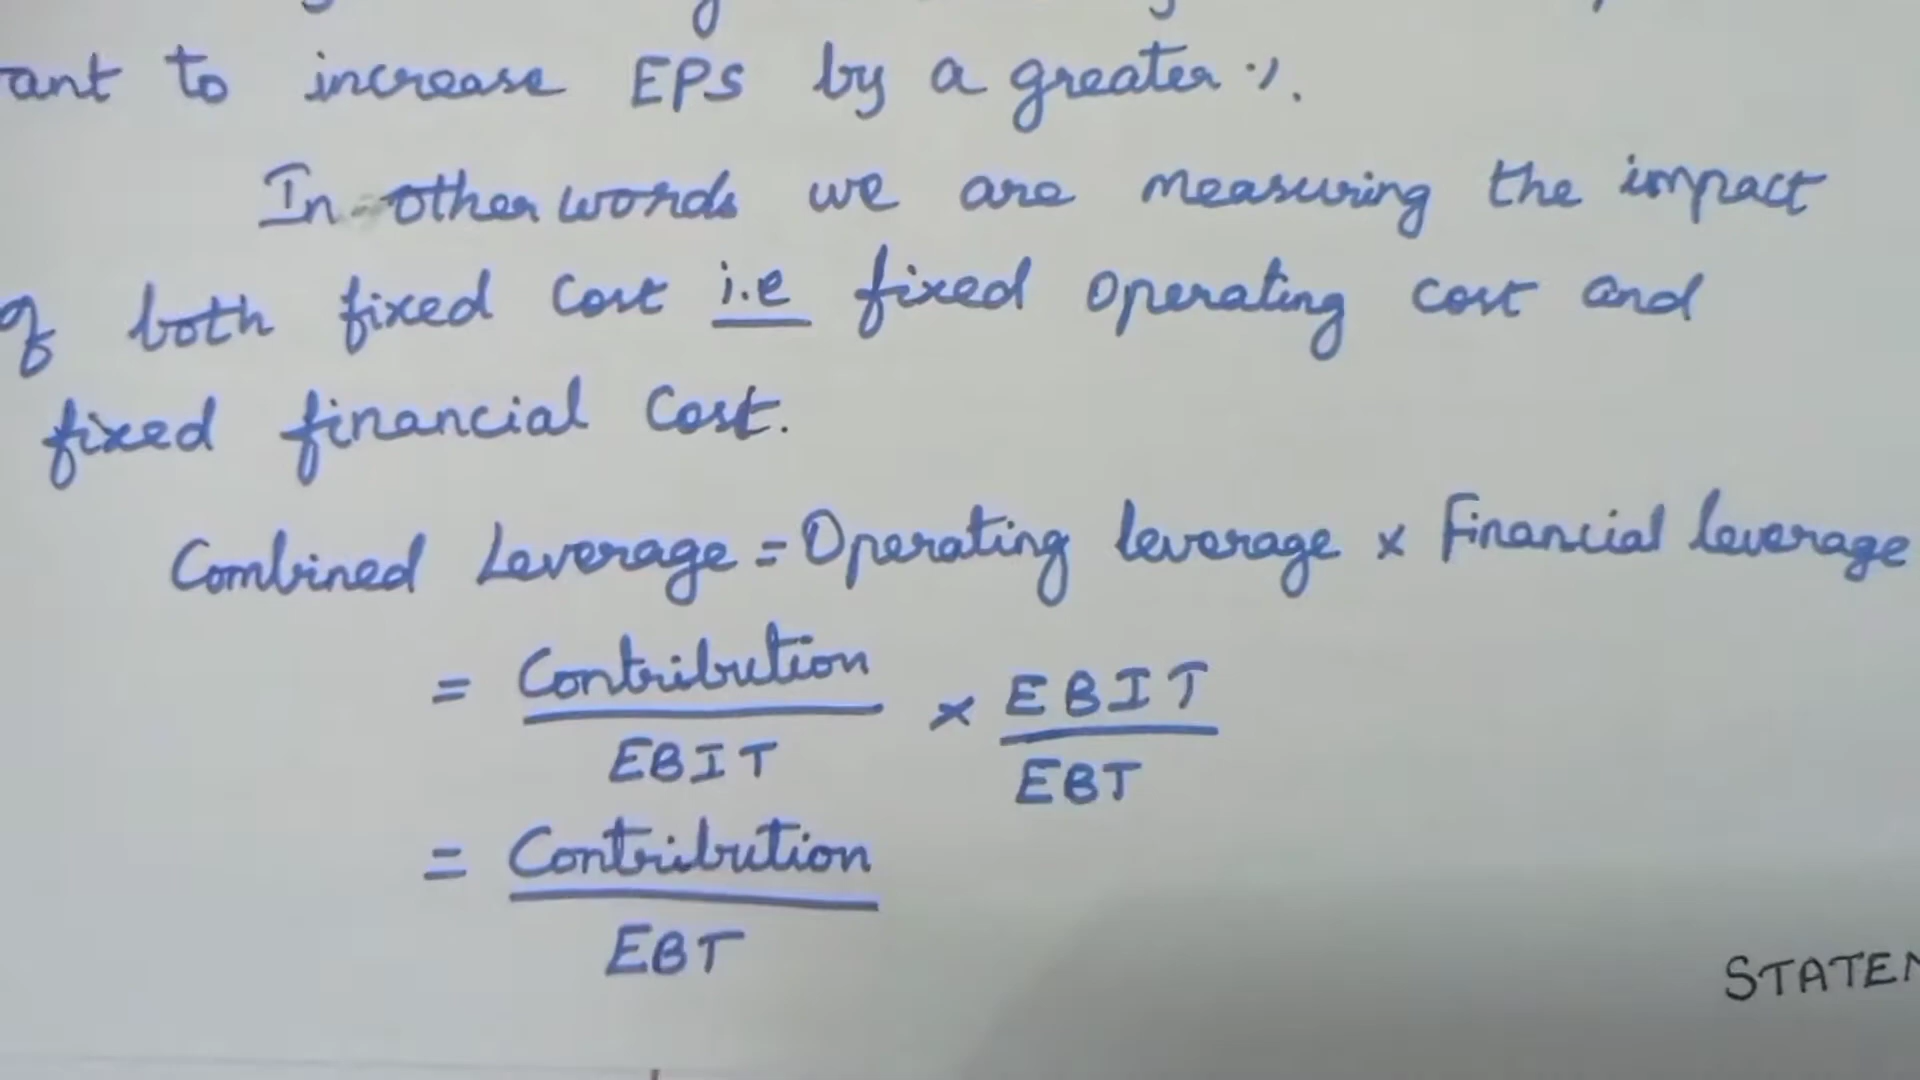 ant to increase EPS by a greater %.
In other words we are measuring the impact
of both fixed cost i.e fixed operating cost and
fixed financial cost.
Combined Leverage = Operating leverage x Financial leverage
= Contribution / EBIT x EBIT / EBT
= Contribution / EBT
STATEM